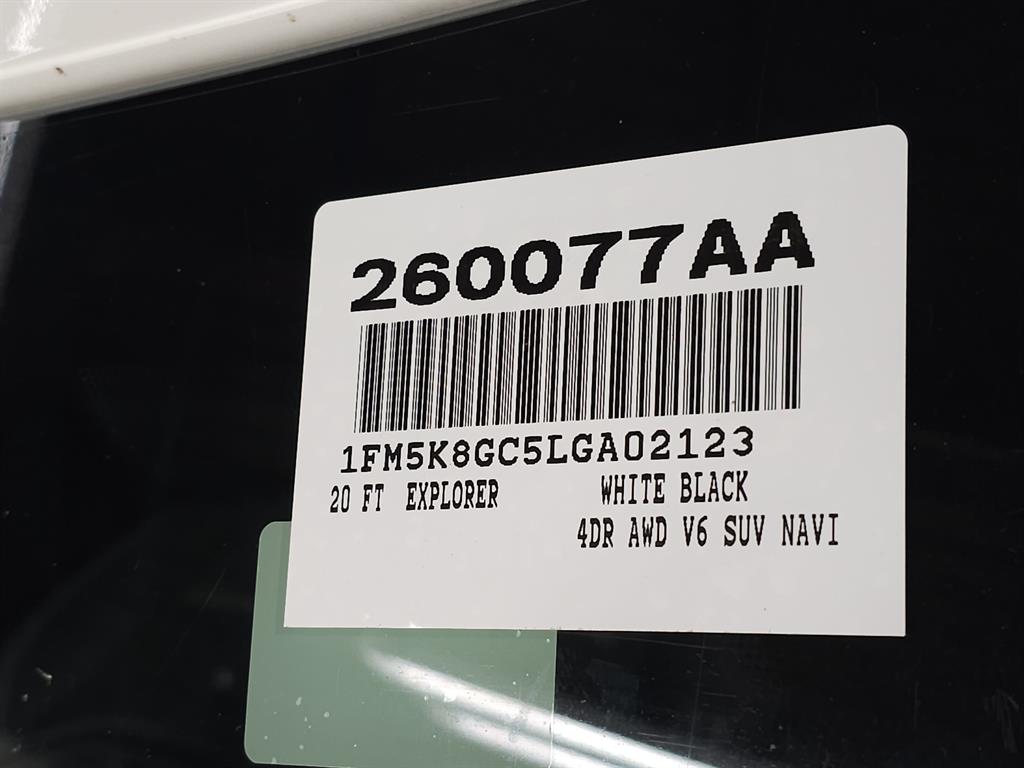 260077AA
1FM5K8GC5LGA02123
20 FT EXPLORER WHITE BLACK
4DR AWD V6 SUV NAVI